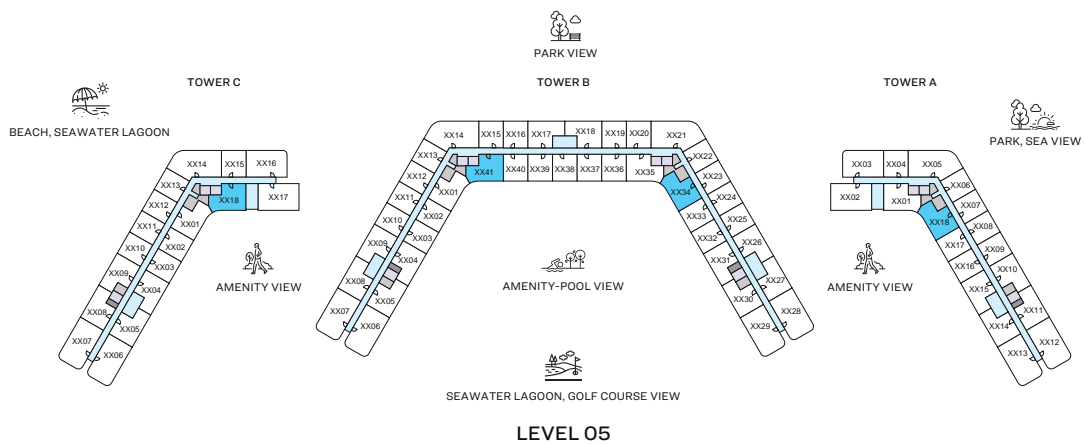 PARK VIEW
TOWER C
TOWER B
TOWER A
BEACH, SEAWATER LAGOON
PARK, SEA VIEW
XX14
XX15
XX16
XX13
XX12
XX11
XX10
XX09
XX08
XX07
XX06
XX05
XX04
XX03
XX02
XX01
XX18
XX17
XX14
XX15
XX16
XX17
XX18
XX19
XX20
XX21
XX13
XX12
XX11
XX09
XX08
XX07
XX06
XX05
XX04
XX03
XX02
XX01
XX41
XX40
XX39
XX38
XX37
XX36
XX35
XX34
XX22
XX23
XX24
XX25
XX26
XX27
XX28
XX29
XX30
XX31
XX32
XX33
XX03
XX04
XX05
XX02
XX01
XX18
XX06
XX07
XX08
XX09
XX10
XX11
XX12
XX13
XX14
XX15
XX16
XX17
AMENITY VIEW
AMENITY-POOL VIEW
AMENITY VIEW
SEAWATER LAGOON, GOLF COURSE VIEW
LEVEL 05